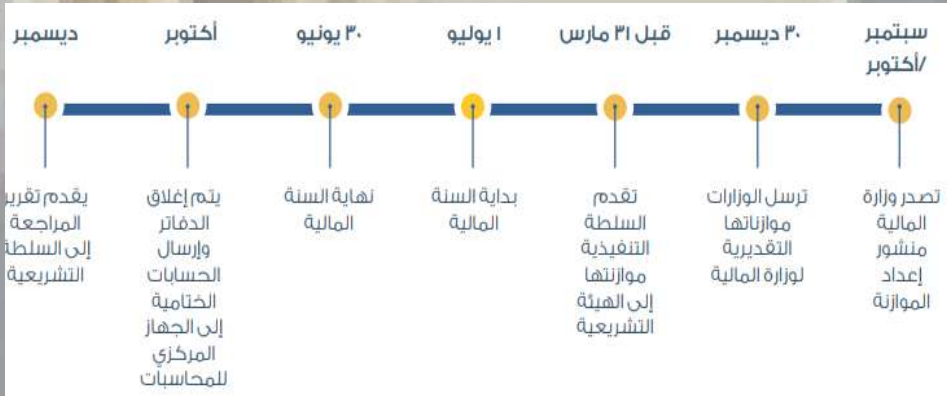 سبتمبر
/أكتوبر
٣٠ ديسمبر
قبل ٣١ مارس
١ يوليو
٣٠ يونيو
أكتوبر
ديسمبر
تصدر وزارة
المالية
منشور
إعداد
الموازنة
ترسل الوزارات
موازناتها
التقديرية
لوزارة المالية
تقدم
السلطة
التنفيذية
موازنتها
إلى الهيئة
التشريعية
بداية السنة
المالية
نهاية السنة
المالية
يتم إغلاق
الدفاتر
وإرسال
الحسابات
الختامية
إلى الجهاز
المركزي
للمحاسبات
يقدم تقرير
المراجعة
إلى السلطة
التشريعية